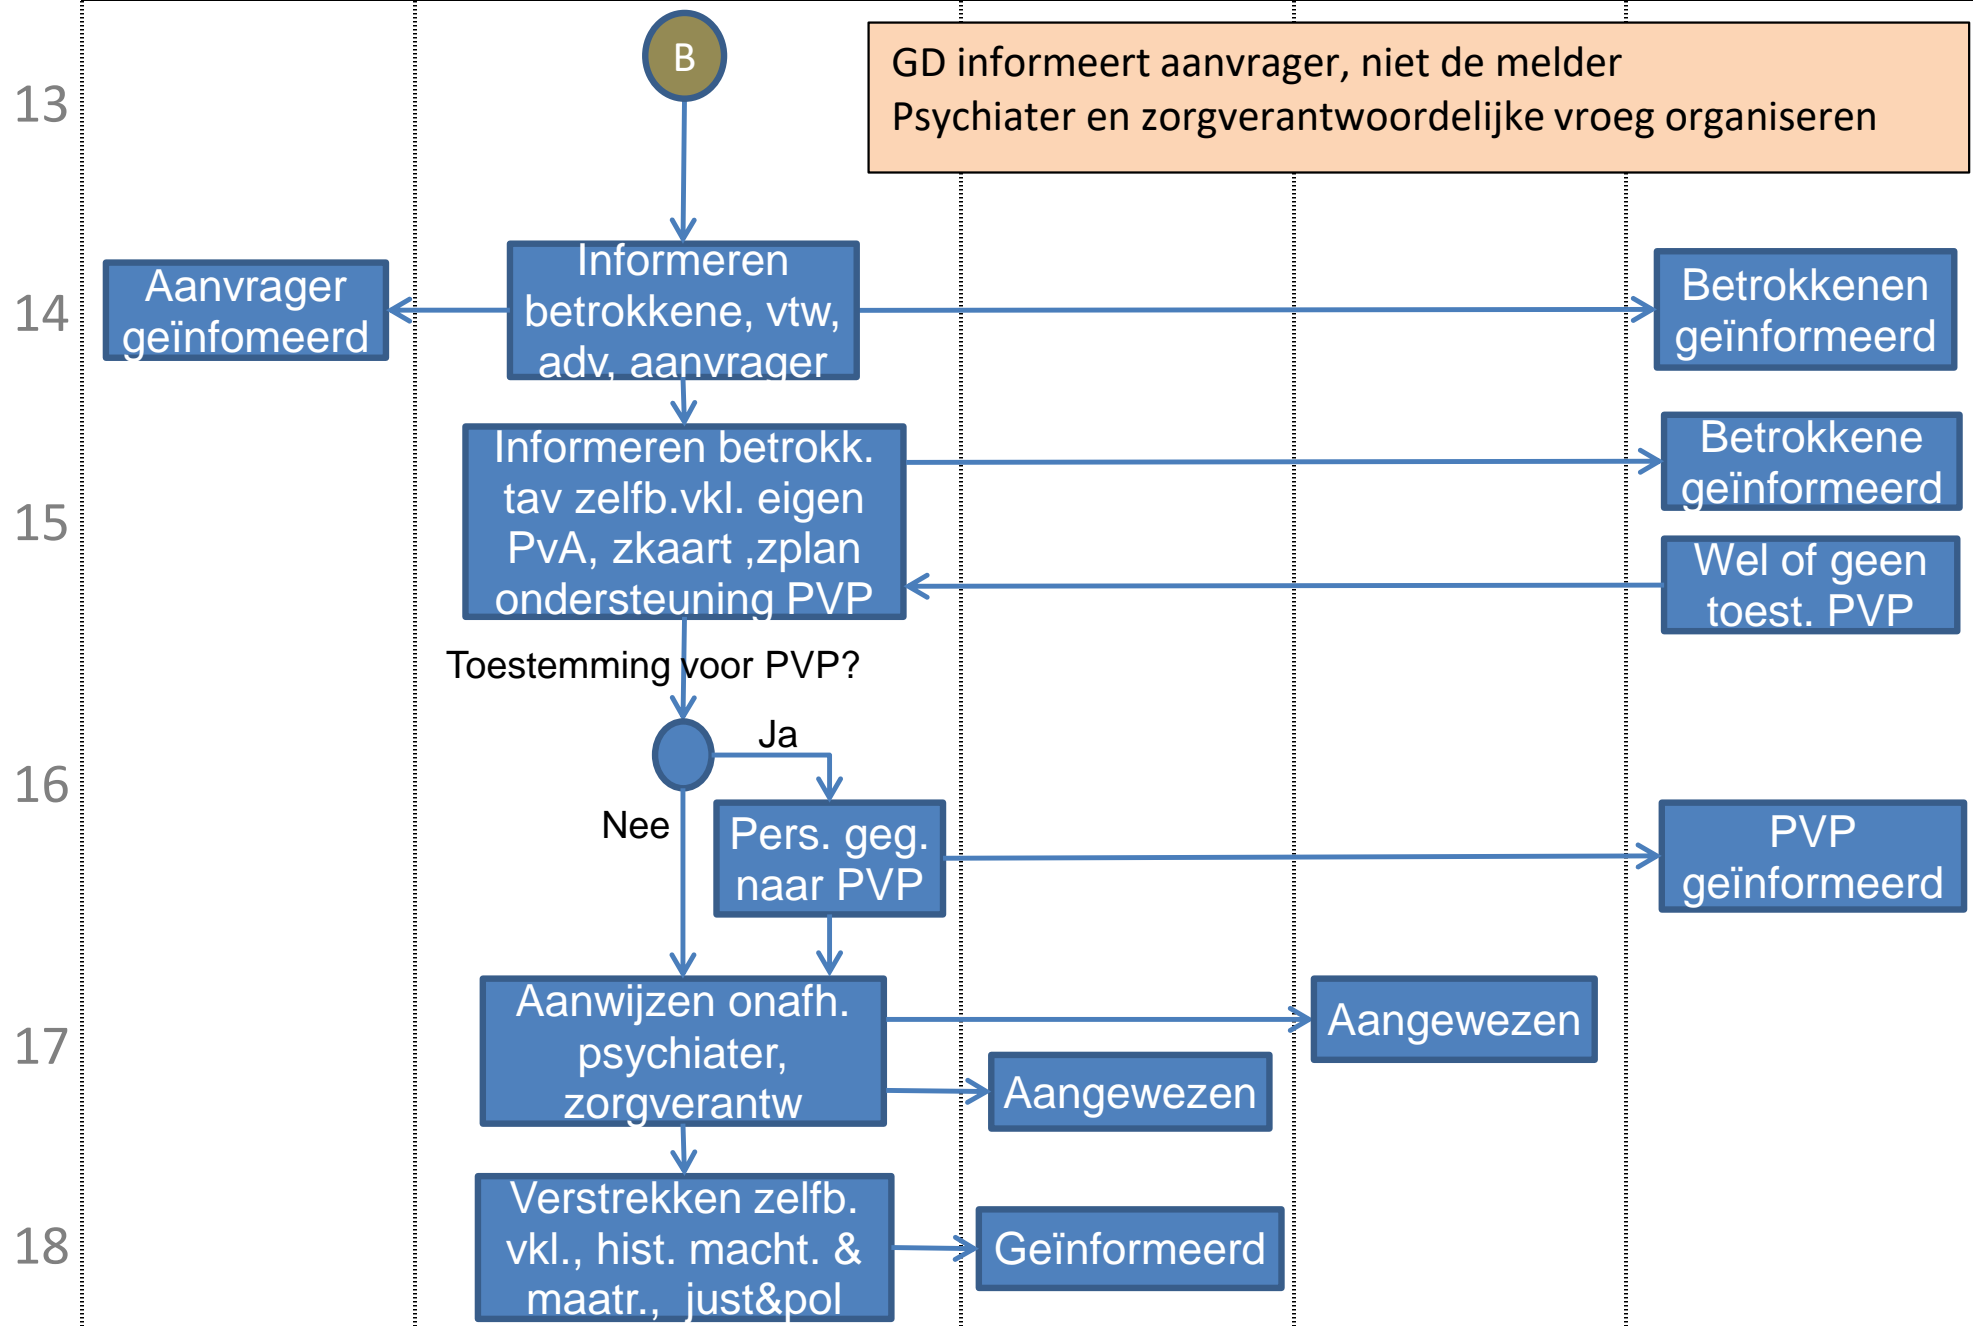 B
GD informeert aanvrager, niet de melder
Psychiater en zorgverantwoordelijke vroeg organiseren
13
Aanvrager
geïnfomeerd
Informeren
betrokkene, vtw,
adv, aanvrager
Betrokkenen
geïnformeerd
14
Informeren betrokk.
tav zelfb.vkl. eigen
PvA, zkaart ,zplan
ondersteuning PVP
Betrokkene
geïnformeerd
15
Wel of geen
toest. PVP
Toestemming voor PVP?
Ja
16
Nee
Pers. geg.
naar PVP
PVP
geïnformeerd
Aanwijzen onafh.
psychiater,
zorgverantw
Aangewezen
17
Aangewezen
Verstrekken zelfb.
vkl., hist. macht. &
maatr.,  just&pol
18
Geïnformeerd